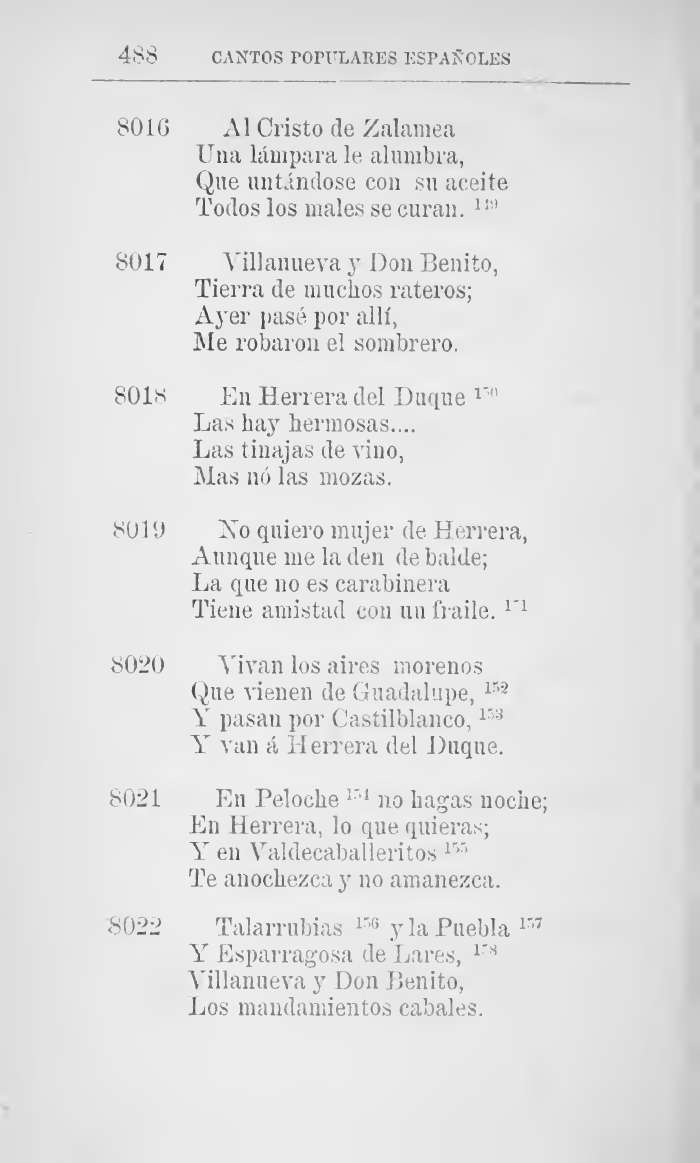 488 CANTOS POPULARES ESPAÑOLES
8016 Al Cristo de Zalamea
Una lámpara le alumbra,
Que untándose con su aceite
Todos los males se curan. 149
8017 Villanueva y Don Benito,
Tierra de muchos rateros;
Ayer pasé por allí,
Me robaron el sombrero.
8018 En Herrera del Duque 150
Las hay hermosas....
Las tinajas de vino,
Mas nó las mozas.
8019 No quiero mujer de Herrera,
Aunque me la den de balde;
La que no es carabinera
Tiene amistad con un fraile. 151
8020 Vivan los aires morenos
Que vienen de Guadalupe, 152
Y pasan por Castilblanco, 153
Y van á Herrera del Duque.
8021 En Peloche 154 no hagas noche;
En Herrera, lo que quieras;
Y en Valdecaballeritos 155
Te anochezca y no amanezca.
8022 Talarrubias 156 y la Puebla 157
Y Esparragosa de Lares, 158
Villanueva y Don Benito,
Los mandamientos cabales.